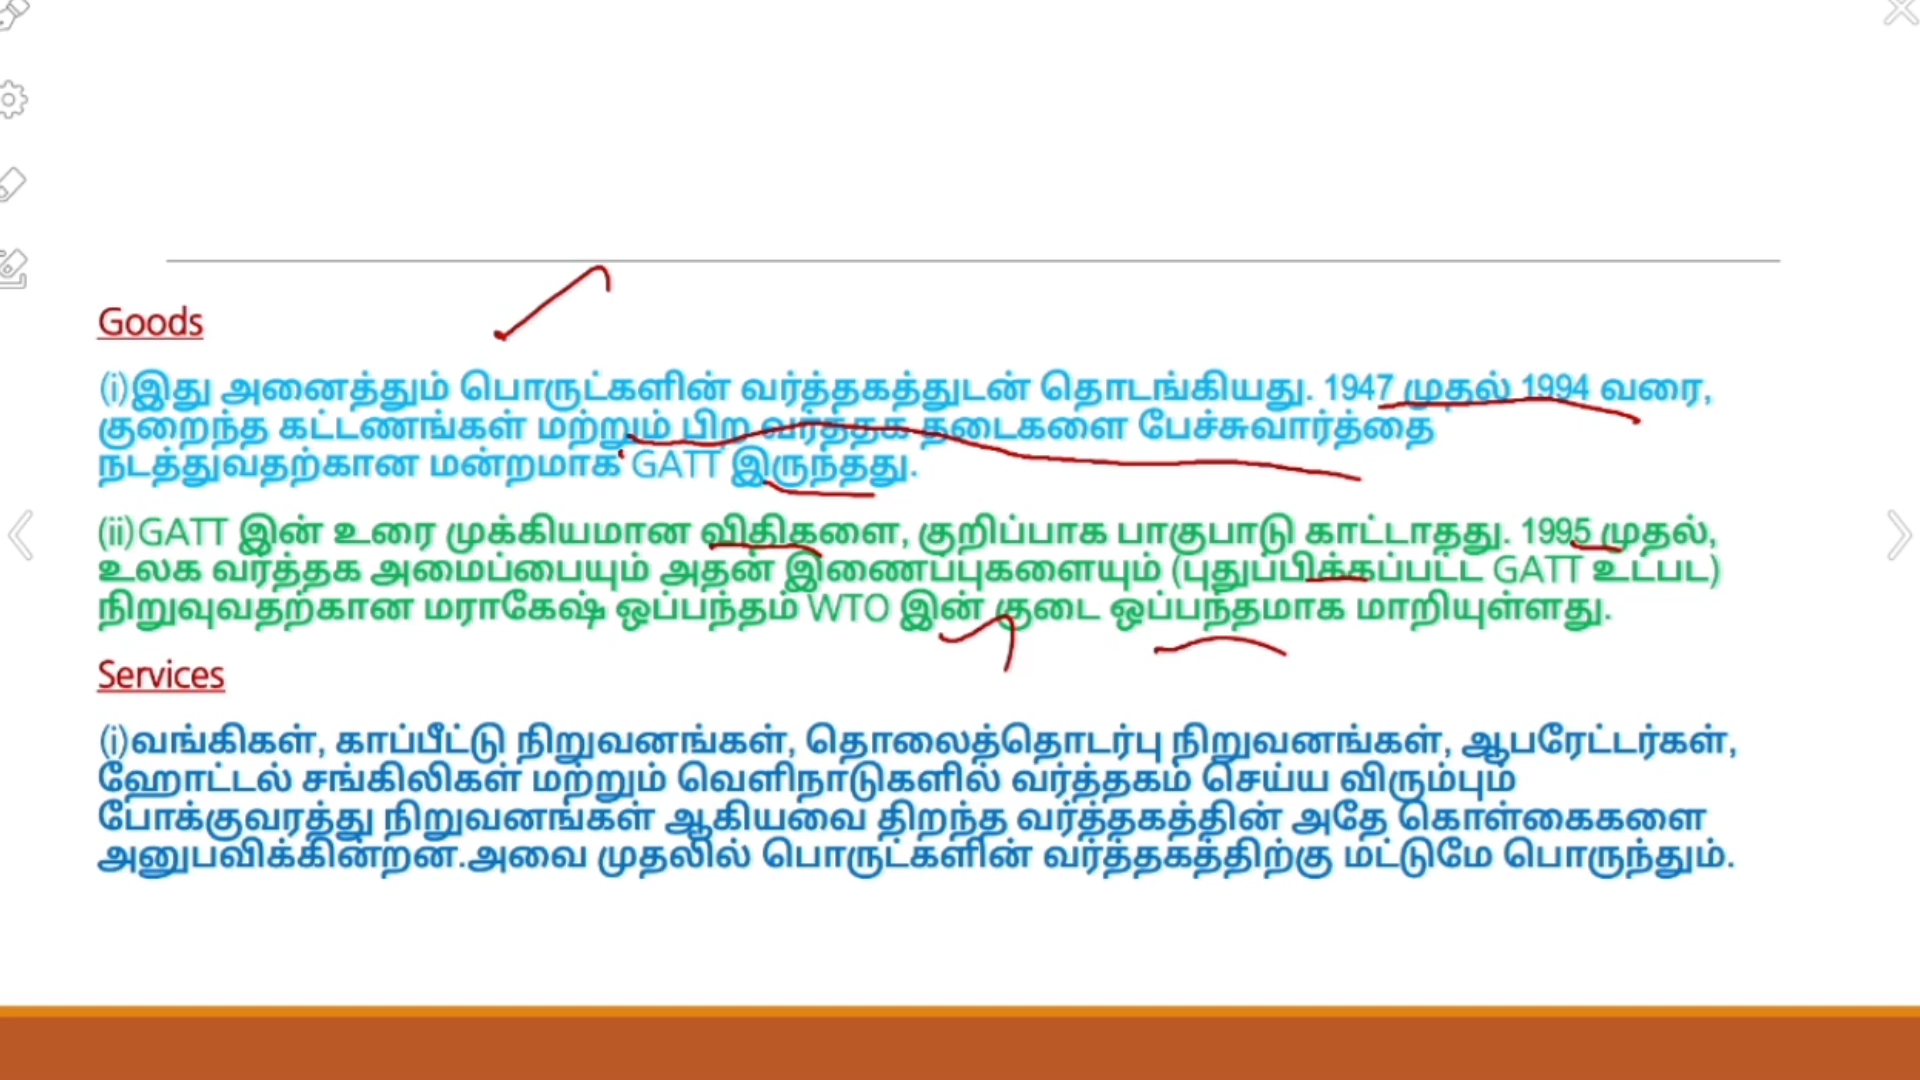 Goods
(i)இது அனைத்தும் பொருட்களின் வர்த்தகத்துடன் தொடங்கியது. 1947 முதல் 1994 வரை,
குறைந்த கட்டணங்கள் மற்றும் பிற வர்த்தக தடைகளை பேச்சுவார்த்தை
நடத்துவதற்கான மன்றமாக GATT இருந்தது.
(ii)GATT இன் உரை முக்கியமான விதிகளை, குறிப்பாக பாகுபாடு காட்டாதது. 1995 முதல்,
உலக வர்த்தக அமைப்பையும் அதன் இணைப்புகளையும் (புதுப்பிக்கப்பட்ட GATT உட்பட)
நிறுவுவதற்கான மராகேஷ் ஒப்பந்தம் WTO இன் குடை ஒப்பந்தமாக மாறியுள்ளது.
Services
(i)வங்கிகள், காப்பீட்டு நிறுவனங்கள், தொலைத்தொடர்பு நிறுவனங்கள், ஆபரேட்டர்கள்,
ஹோட்டல் சங்கிலிகள் மற்றும் வெளிநாடுகளில் வர்த்தகம் செய்ய விரும்பும்
போக்குவரத்து நிறுவனங்கள் ஆகியவை திறந்த வர்த்தகத்தின் அதே கொள்கைகளை
அனுபவிக்கின்றன.அவை முதலில் பொருட்களின் வர்த்தகத்திற்கு மட்டுமே பொருந்தும்.